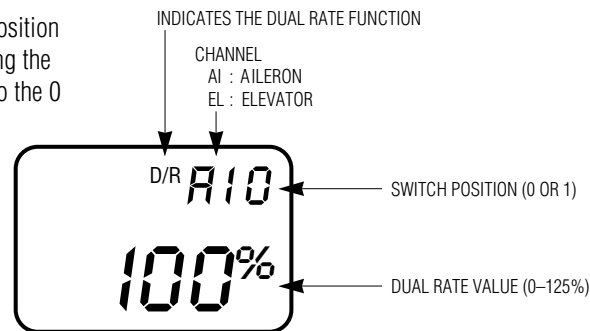 osition
ng the
o the 0
INDICATES THE DUAL RATE FUNCTION
CHANNEL
AI : AILERON
EL : ELEVATOR
D/R AI0
SWITCH POSITION (0 OR 1)
100%
DUAL RATE VALUE (0–125%)